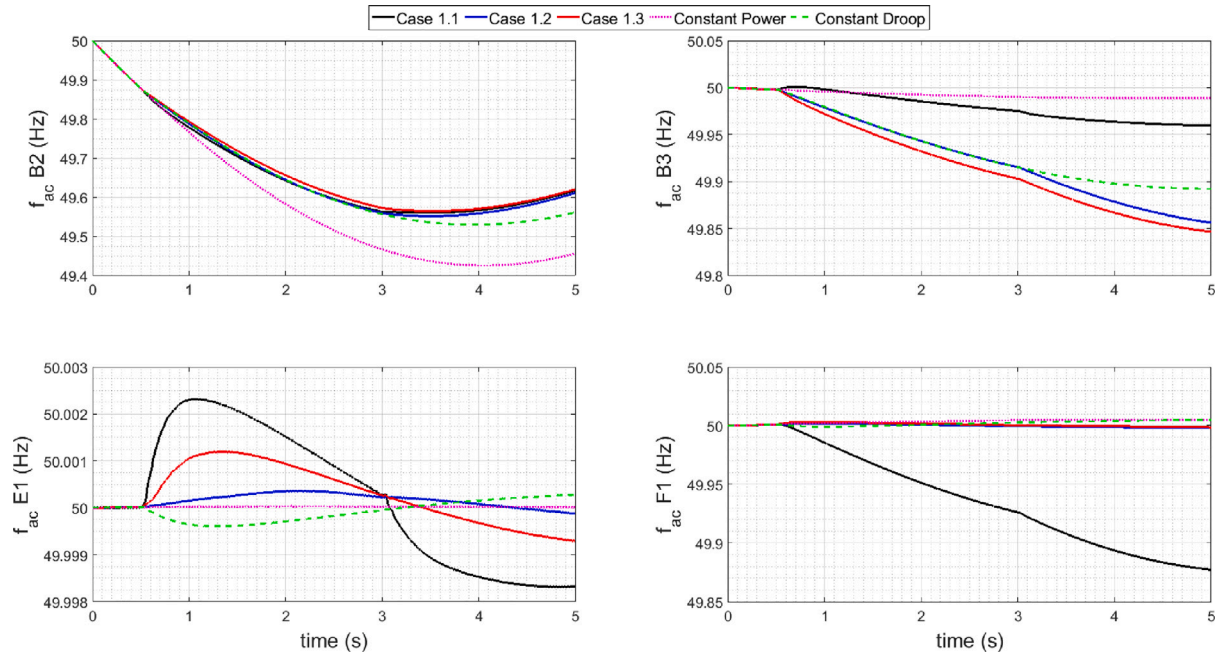 Case 1.1 Case 1.2 Case 1.3 Constant Power Constant Droop
50
49.9
49.8
49.7
49.6
49.5
49.4
f_ac B2 (Hz)
0 1 2 3 4 5
50.05
50
49.95
49.9
49.85
49.8
f_ac B3 (Hz)
0 1 2 3 4 5
50.003
50.002
50.001
50
49.999
49.998
f_ac E1 (Hz)
0 1 2 3 4 5
time (s)
50.05
50
49.95
49.9
49.85
f_ac F1 (Hz)
0 1 2 3 4 5
time (s)